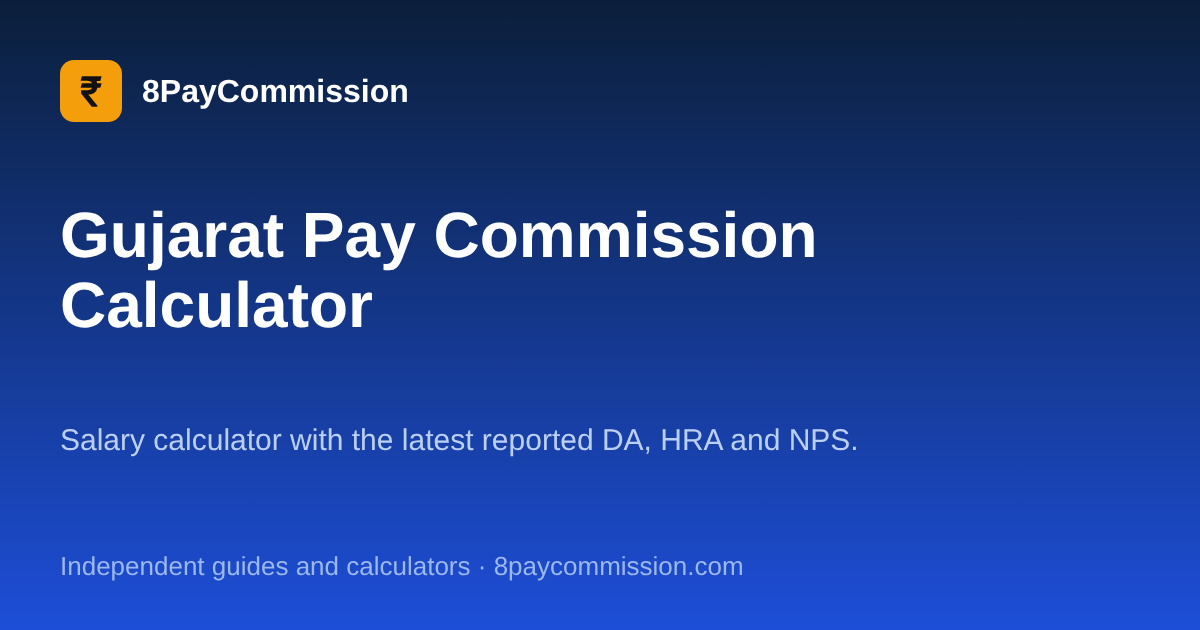 ₹
8PayCommission
Gujarat Pay Commission
Calculator
Salary calculator with the latest reported DA, HRA and NPS.
Independent guides and calculators · 8paycommission.com